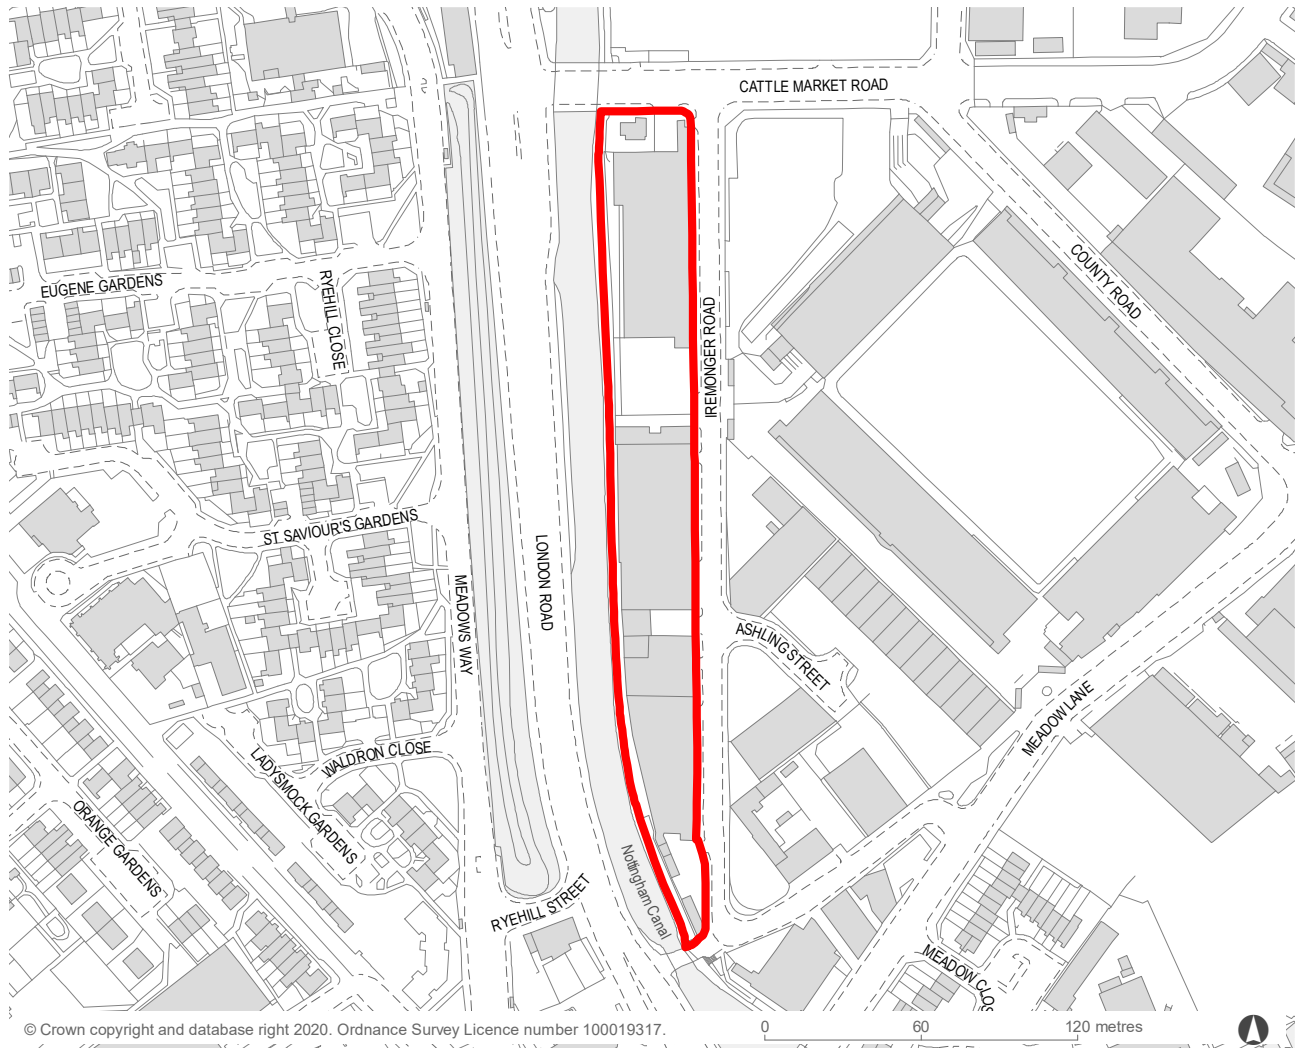 CATTLE MARKET ROAD
EUGENE GARDENS
RYEHILL CLOSE
COUNTY ROAD
IREMONGER ROAD
ST SAVIOUR'S GARDENS
LONDON ROAD
MEADOWS WAY
ASHLING STREET
MEADOW LANE
WALDRON CLOSE
LADYSMOCK GARDENS
ORANGE GARDENS
Nottingham Canal
RYEHILL STREET
MEADOW CLOS
© Crown copyright and database right 2020. Ordnance Survey Licence number 100019317.
0 60 120 metres